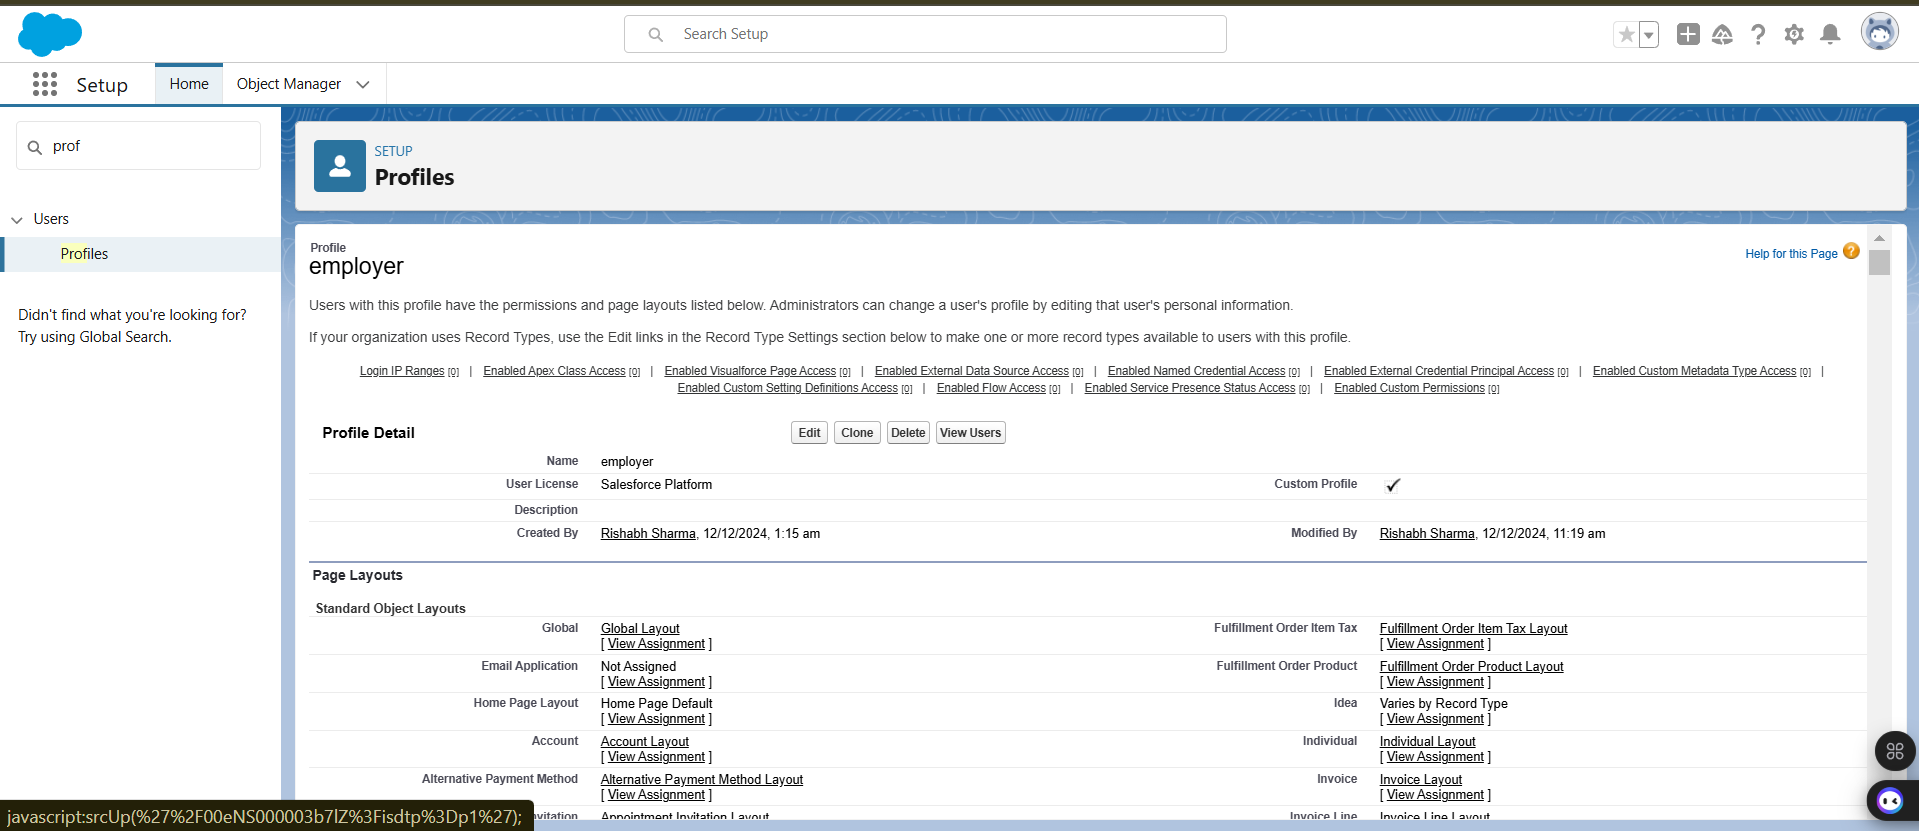 Search Setup
Setup
Home
Object Manager
prof
Users
Profiles
Didn't find what you're looking for?
Try using Global Search.
SETUP
Profiles
Profile
employer
Help for this Page ?
Users with this profile have the permissions and page layouts listed below. Administrators can change a user's profile by editing that user's personal information.
If your organization uses Record Types, use the Edit links in the Record Type Settings section below to make one or more record types available to users with this profile.
Login IP Ranges [0] | Enabled Apex Class Access [0] | Enabled Visualforce Page Access [0] | Enabled External Data Source Access [0] | Enabled Named Credential Access [0] | Enabled External Credential Principal Access [0] | Enabled Custom Metadata Type Access [0] |
Enabled Custom Setting Definitions Access [0] | Enabled Flow Access [0] | Enabled Service Presence Status Access [0] | Enabled Custom Permissions [0]
Profile Detail Edit Clone Delete View Users
Name employer
User License Salesforce Platform Custom Profile ✓
Description
Created By Rishabh Sharma, 12/12/2024, 1:15 am Modified By Rishabh Sharma, 12/12/2024, 11:19 am
Page Layouts
Standard Object Layouts
Global Global Layout Fulfillment Order Item Tax Fulfillment Order Item Tax Layout
[ View Assignment ] [ View Assignment ]
Email Application Not Assigned Fulfillment Order Product Fulfillment Order Product Layout
[ View Assignment ] [ View Assignment ]
Home Page Layout Home Page Default Idea Varies by Record Type
[ View Assignment ] [ View Assignment ]
Account Account Layout Individual Individual Layout
[ View Assignment ] [ View Assignment ]
Alternative Payment Method Alternative Payment Method Layout Invoice Invoice Layout
[ View Assignment ] [ View Assignment ]
Appointment Invitation Layout Invoice Line Invoice Line Layout
javascript:srcUp(%27%2F00eNS000003b7lZ%3Fisdtp%3Dp1%27);